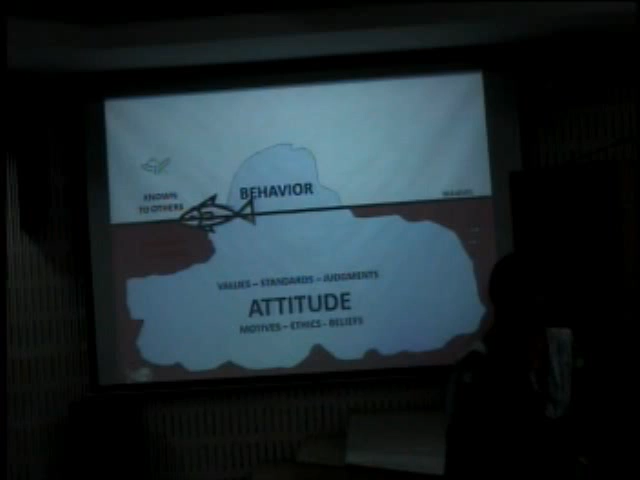 BEHAVIOR
KNOWN
TO OTHERS
VALUES – STANDARDS – JUDGMENTS
ATTITUDE
MOTIVES – ETHICS – BELIEFS